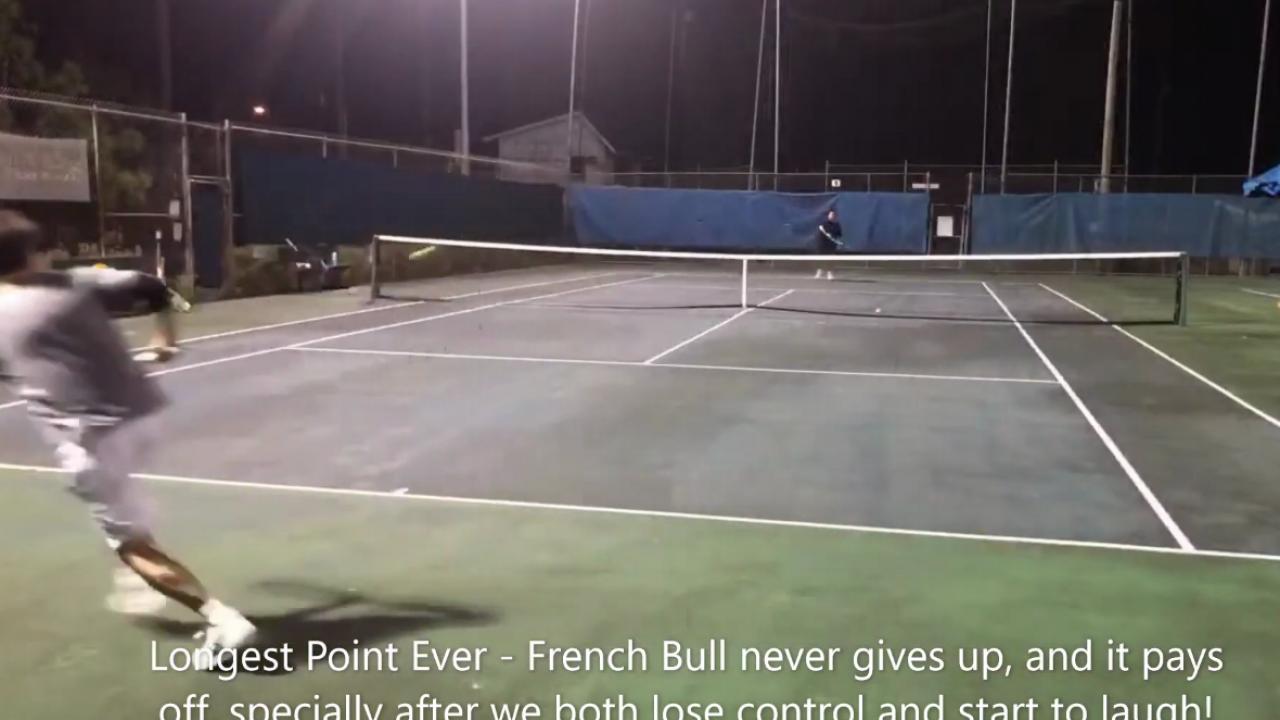 Longest Point Ever - French Bull never gives up, and it pays
off, specially after we both lose control and start to laugh!